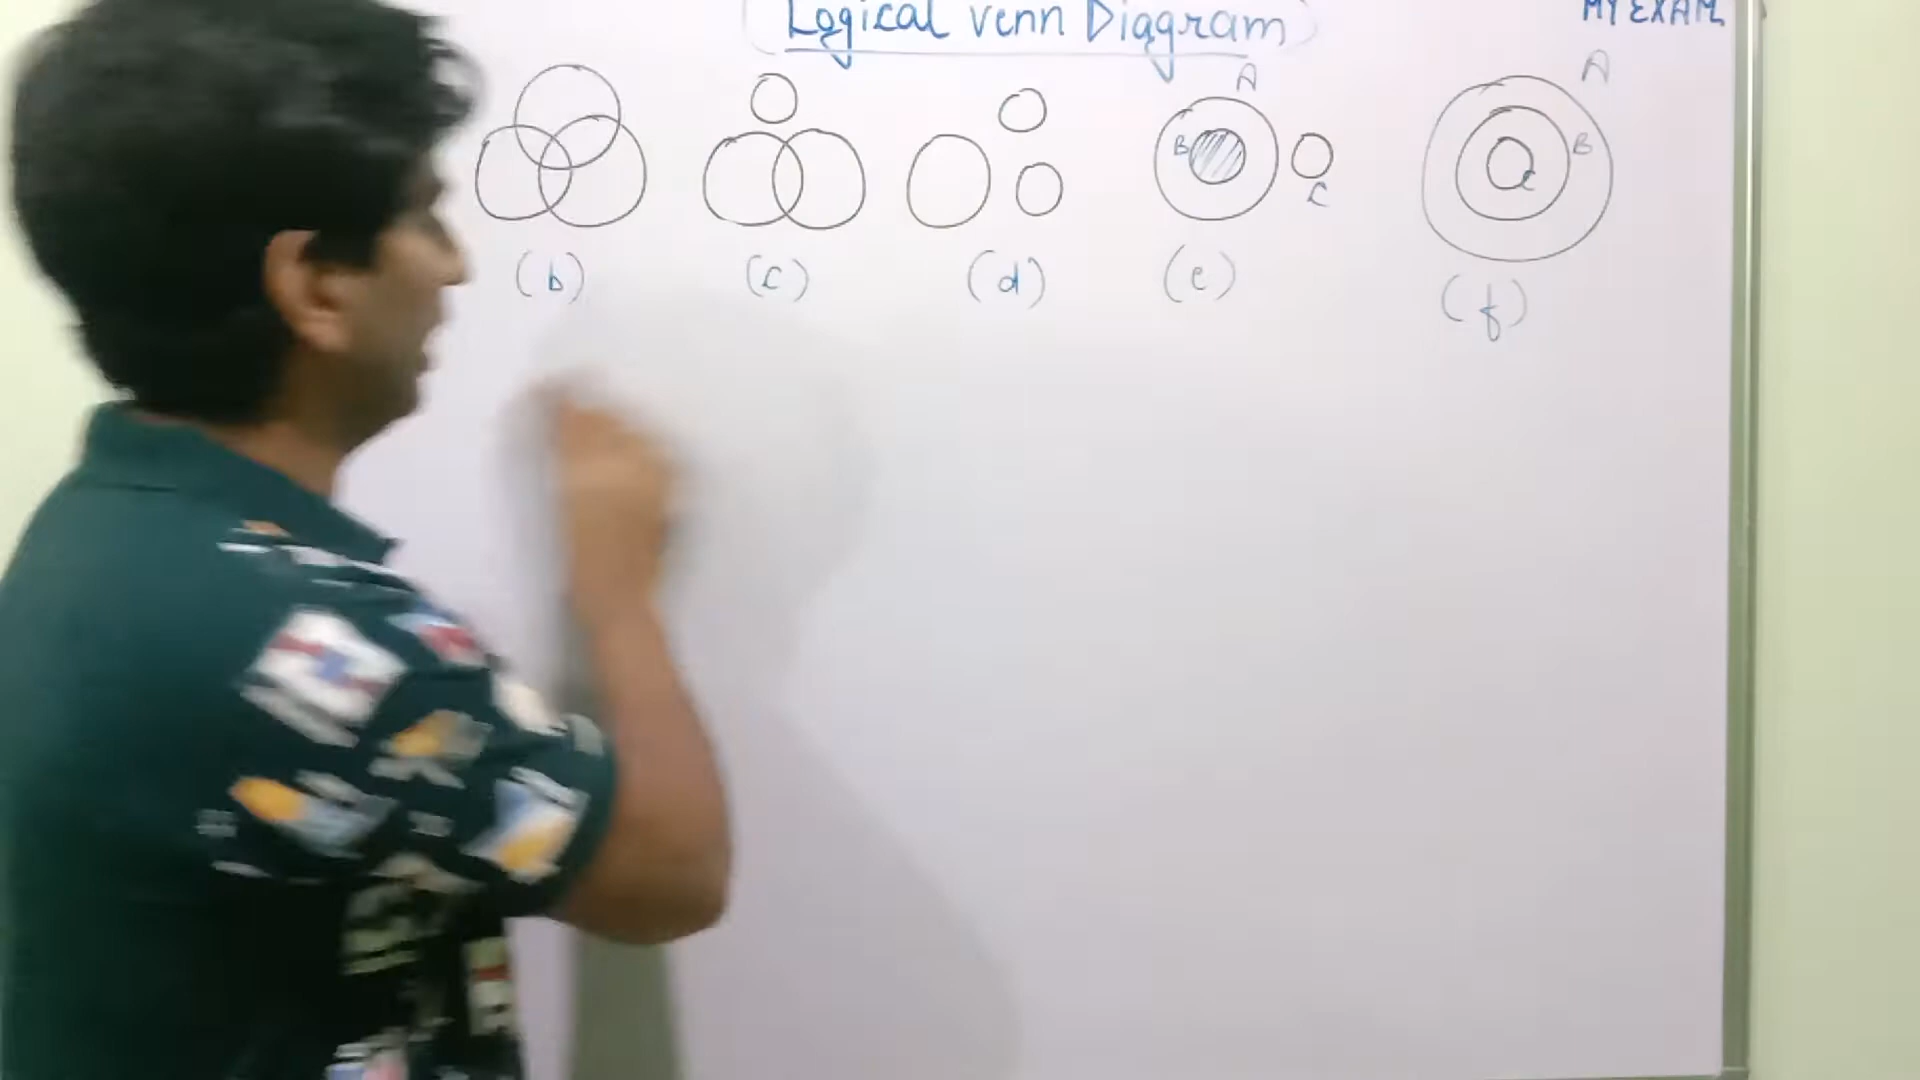 Logical Venn Diagram
MY EXAM
A
B
C
A
B
C
(b)
(c)
(d)
(e)
(f)